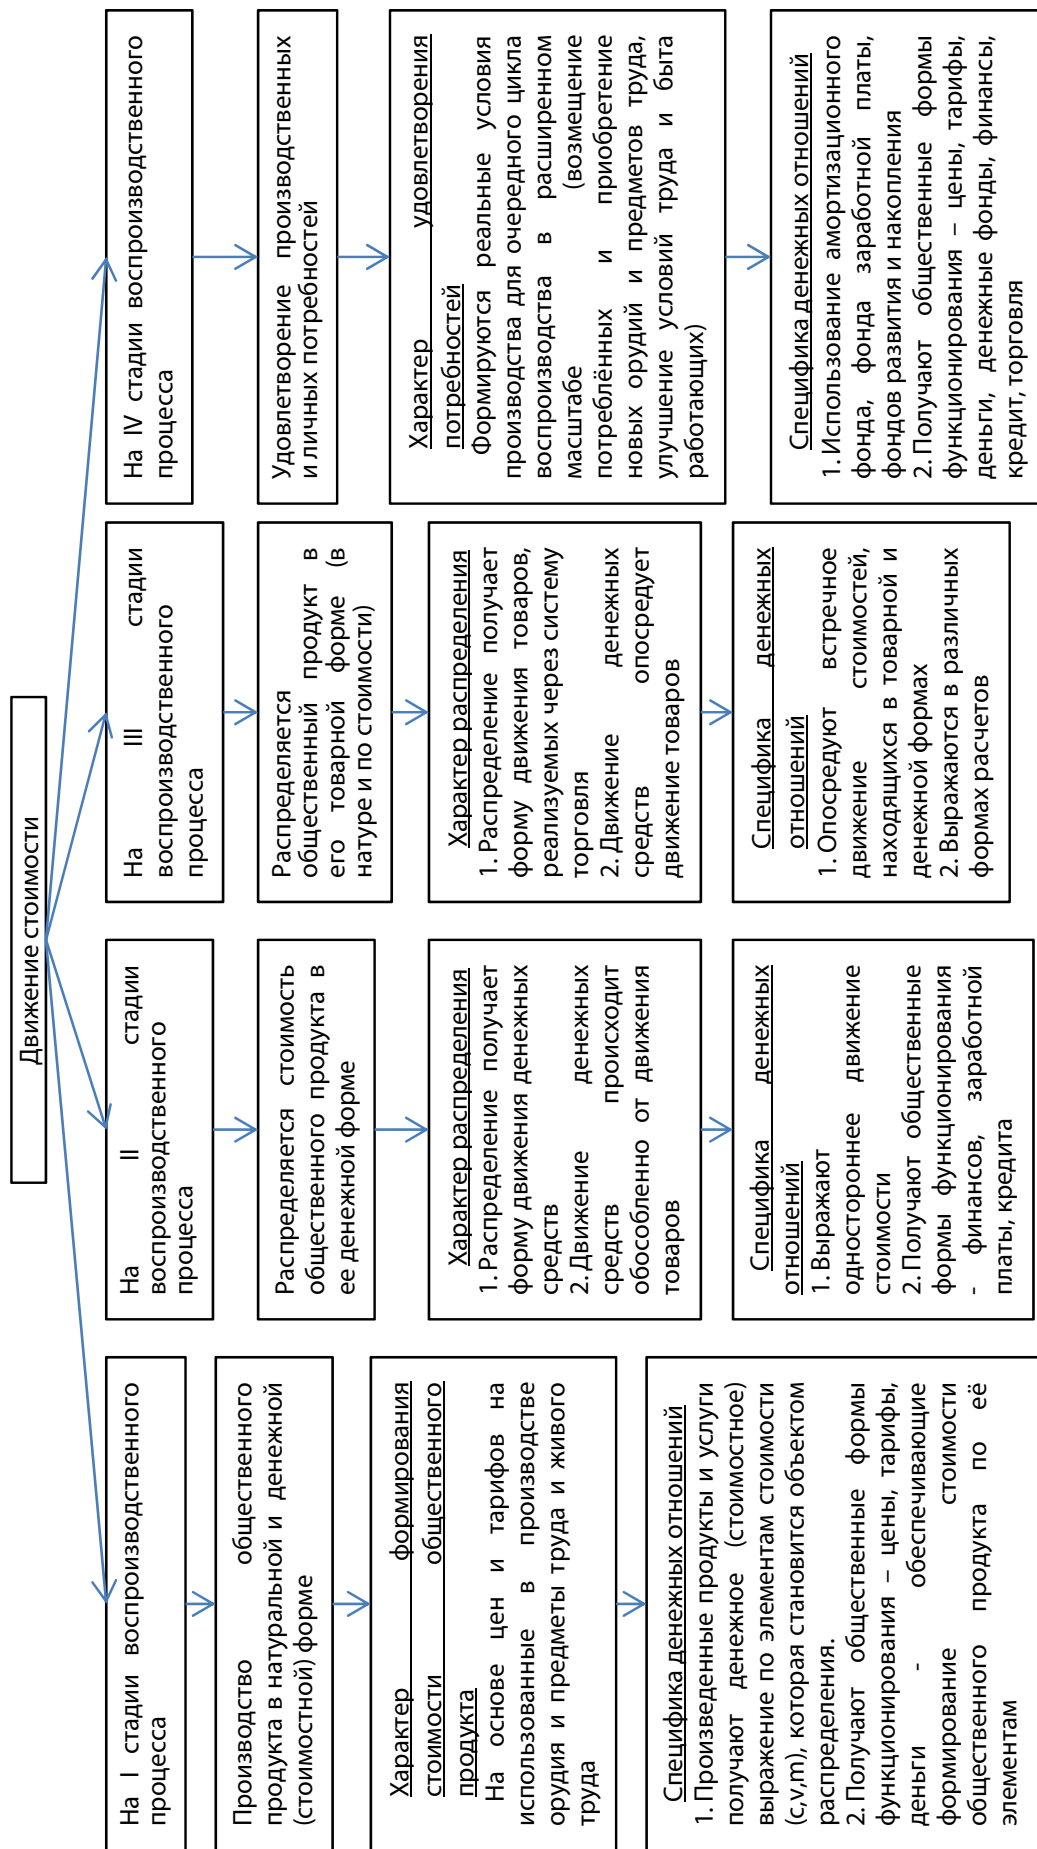 Движение стоимости
На I стадии воспроизводственного
процесса
Производство общественного
продукта в натуральной и денежной
(стоимостной) форме
Характер формирования
стоимости общественного
продукта
На основе цен и тарифов на
использованные в производстве
орудия и предметы труда и живого
труда
Специфика денежных отношений
1. Произведенные продукты и услуги
получают денежное (стоимостное)
выражение по элементам стоимости
(c,v,m), которая становится объектом
распределения.
2. Получают общественные формы
функционирования – цены, тарифы,
деньги - обеспечивающие
формирование стоимости
общественного продукта по её
элементам
На II стадии
воспроизводственного
процесса
Распределяется стоимость
общественного продукта в
ее денежной форме
Характер распределения
1. Распределение получает
форму движения денежных
средств
2. Движение денежных
средств происходит
обособленно от движения
товаров
Специфика денежных
отношений
1. Выражают
одностороннее движение
стоимости
2. Получают общественные
формы функционирования
- финансов, заработной
платы, кредита
На III стадии
воспроизводственного
процесса
Распределяется
общественный продукт в
его товарной форме (в
натуре и по стоимости)
Характер распределения
1. Распределение получает
форму движения товаров,
реализуемых через систему
торговля
2. Движение денежных
средств опосредует
движение товаров
Специфика денежных
отношений
1. Опосредуют встречное
движение стоимостей,
находящихся в товарной и
денежной формах
2. Выражаются в различных
формах расчетов
На IV стадии воспроизводственного
процесса
Удовлетворение производственных
и личных потребностей
Характер удовлетворения
потребностей
Формируются реальные условия
производства для очередного цикла
воспроизводства в расширенном
масштабе (возмещение
потреблённых и приобретение
новых орудий и предметов труда,
улучшение условий труда и быта
работающих)
Специфика денежных отношений
1. Использование амортизационного
фонда, фонда заработной платы,
фондов развития и накопления
2. Получают общественные формы
функционирования – цены, тарифы,
деньги, денежные фонды, финансы,
кредит, торговля